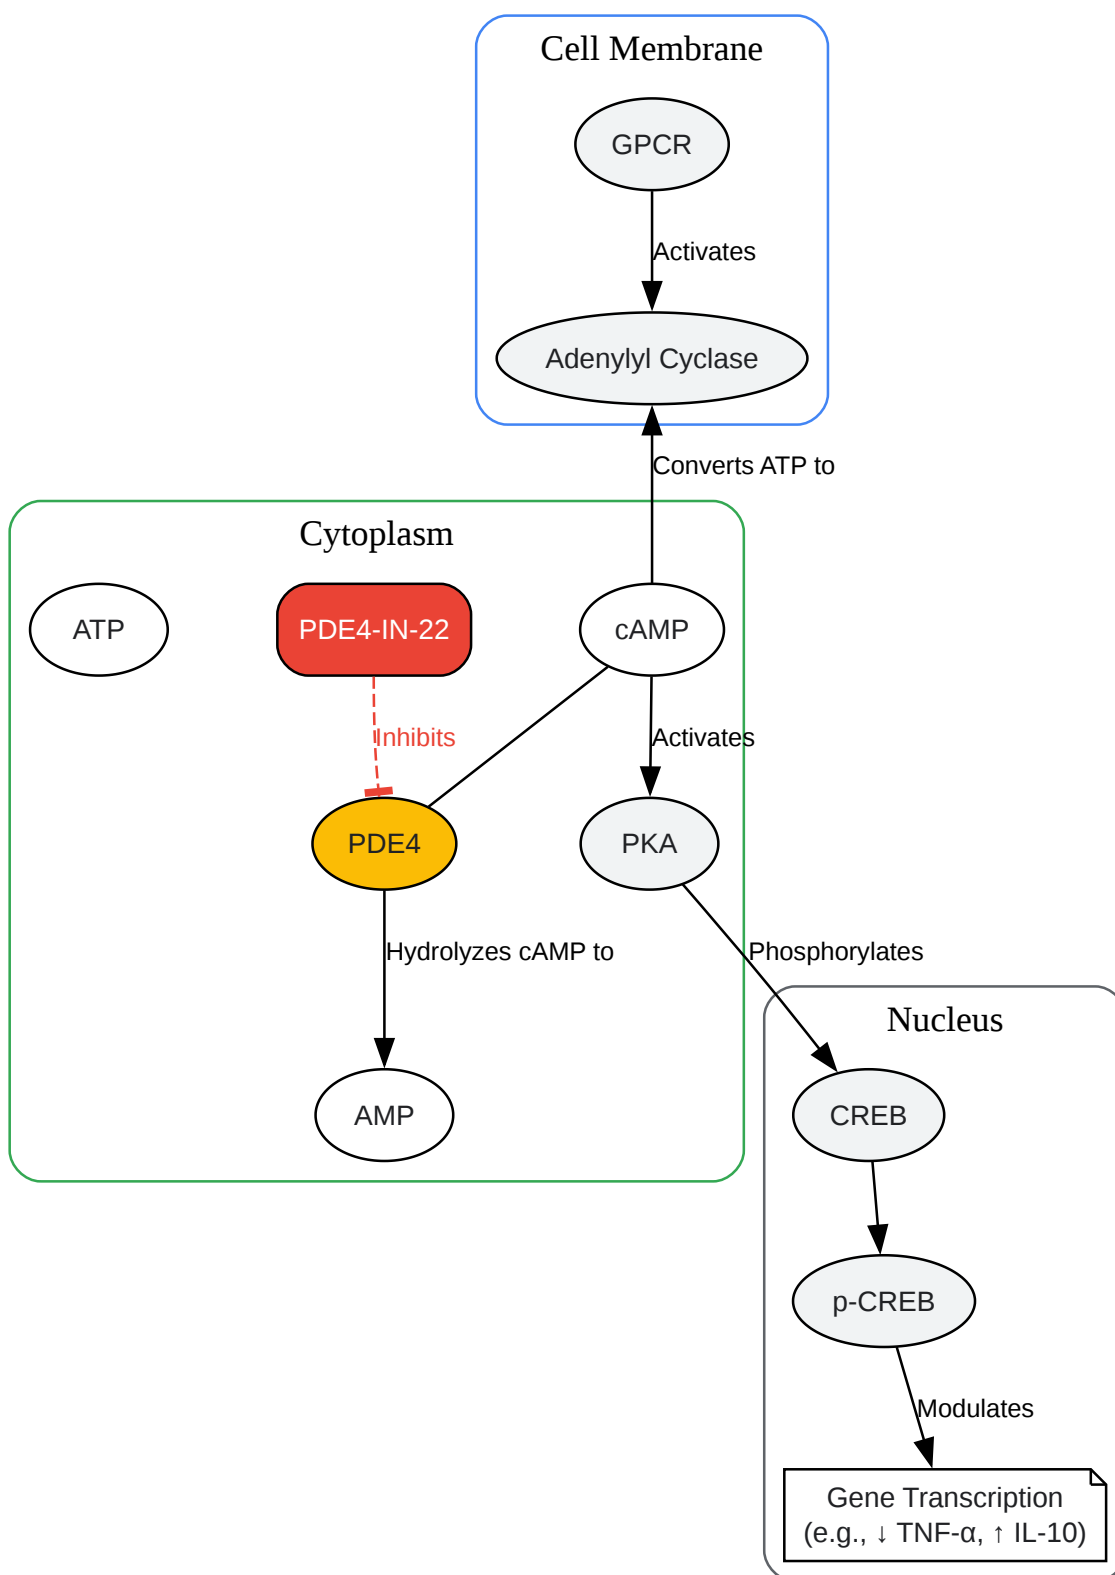 Cell Membrane
GPCR
Activates
Adenylyl Cyclase
Converts ATP to
Cytoplasm
ATP
PDE4-IN-22
cAMP
Inhibits
Activates
PDE4
PKA
Hydrolyzes cAMP to
Phosphorylates
Nucleus
AMP
CREB
p-CREB
Modulates
Gene Transcription
(e.g., ↓ TNF-α, ↑ IL-10)